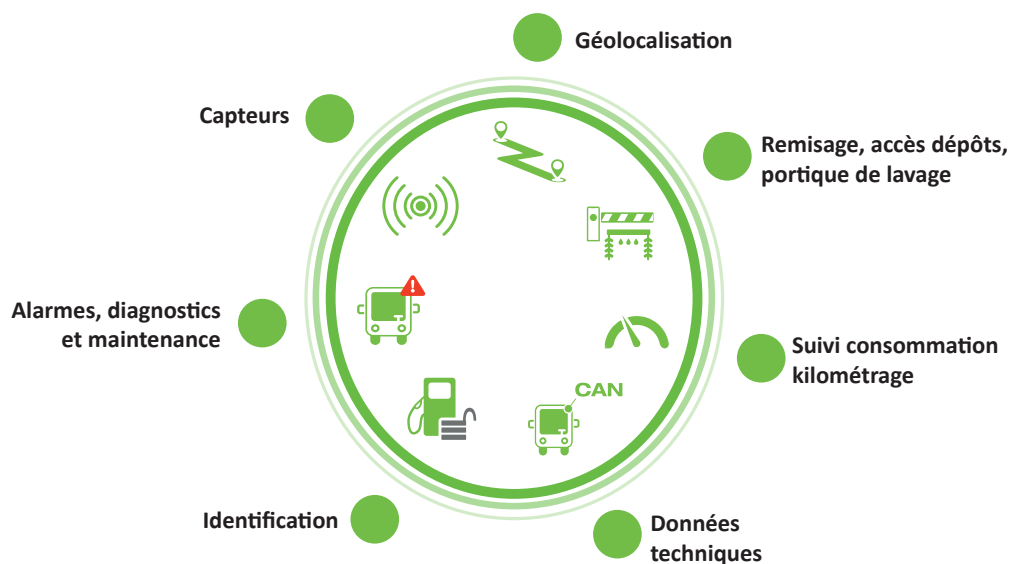 Géolocalisation
Capteurs
Remisage, accès dépôts,
portique de lavage
Alarmes, diagnostics
et maintenance
Suivi consommation
kilométrage
CAN
Identification
Données
techniques